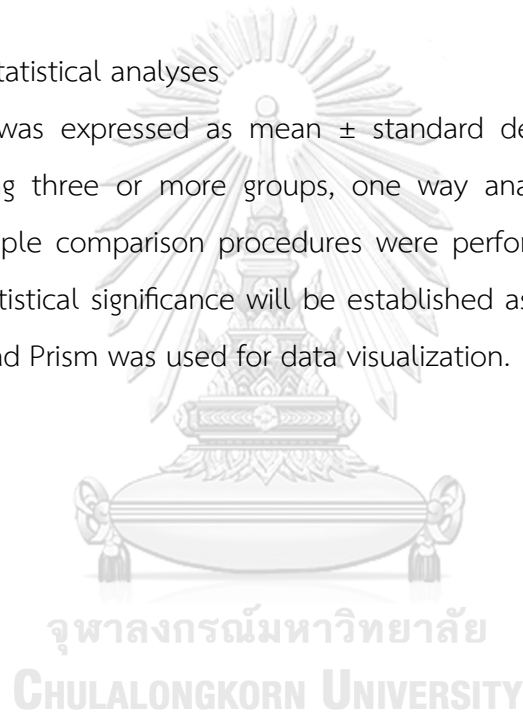 tatistical analyses
was expressed as mean ± standard de
g three or more groups, one way ana
ple comparison procedures were perfor
tistical significance will be established as
d Prism was used for data visualization.
จุฬาลงกรณ์มหาวิทยาลัย
CHULALONGKORN UNIVERSITY